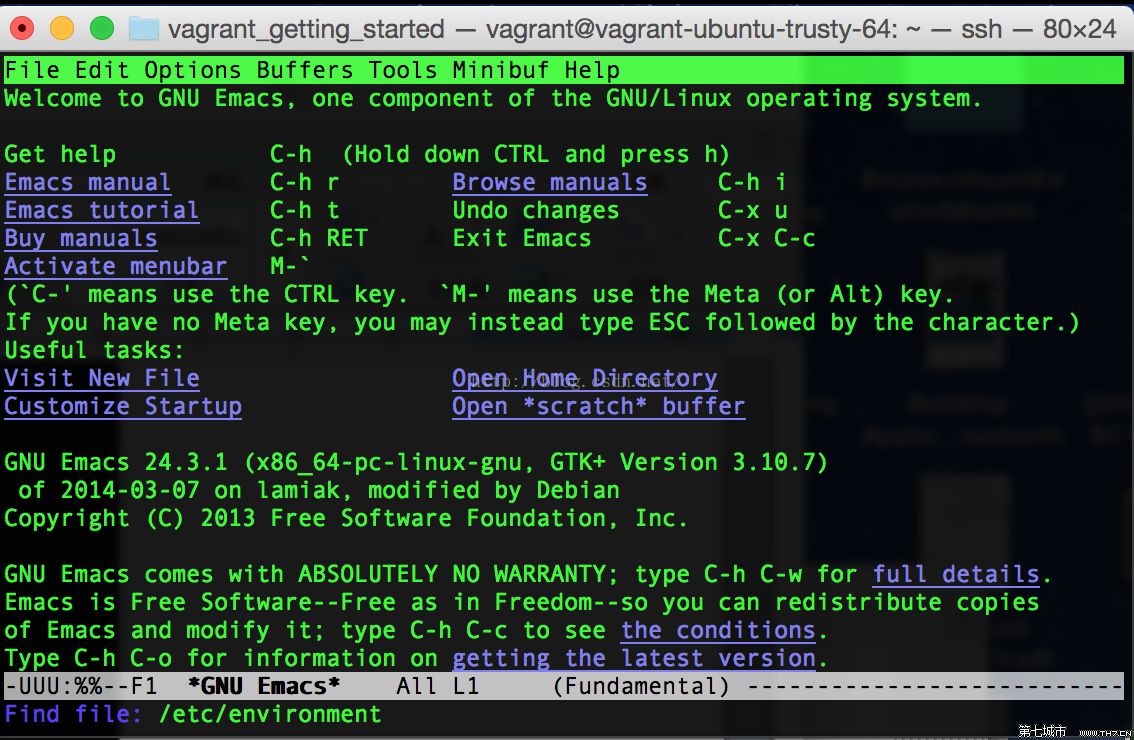 vagrant_getting_started — vagrant@vagrant-ubuntu-trusty-64: ~ — ssh — 80×24
File Edit Options Buffers Tools Minibuf Help
Welcome to GNU Emacs, one component of the GNU/Linux operating system.
Get help C-h (Hold down CTRL and press h)
Emacs manual C-h r Browse manuals C-h i
Emacs tutorial C-h t Undo changes C-x u
Buy manuals C-h RET Exit Emacs C-x C-c
Activate menubar M-`
(`C-' means use the CTRL key. `M-' means use the Meta (or Alt) key.
If you have no Meta key, you may instead type ESC followed by the character.)
Useful tasks:
Visit New File Open Home Directory
http://blog.csdn.net/
Customize Startup Open *scratch* buffer
GNU Emacs 24.3.1 (x86_64-pc-linux-gnu, GTK+ Version 3.10.7)
of 2014-03-07 on lamiak, modified by Debian
Copyright (C) 2013 Free Software Foundation, Inc.
GNU Emacs comes with ABSOLUTELY NO WARRANTY; type C-h C-w for full details.
Emacs is Free Software--Free as in Freedom--so you can redistribute copies
of Emacs and modify it; type C-h C-c to see the conditions.
Type C-h C-o for information on getting the latest version.
-UUU:%%--F1 *GNU Emacs* All L1 (Fundamental) ---------------------------
Find file: /etc/environment
第七城市 www.TH7.CN